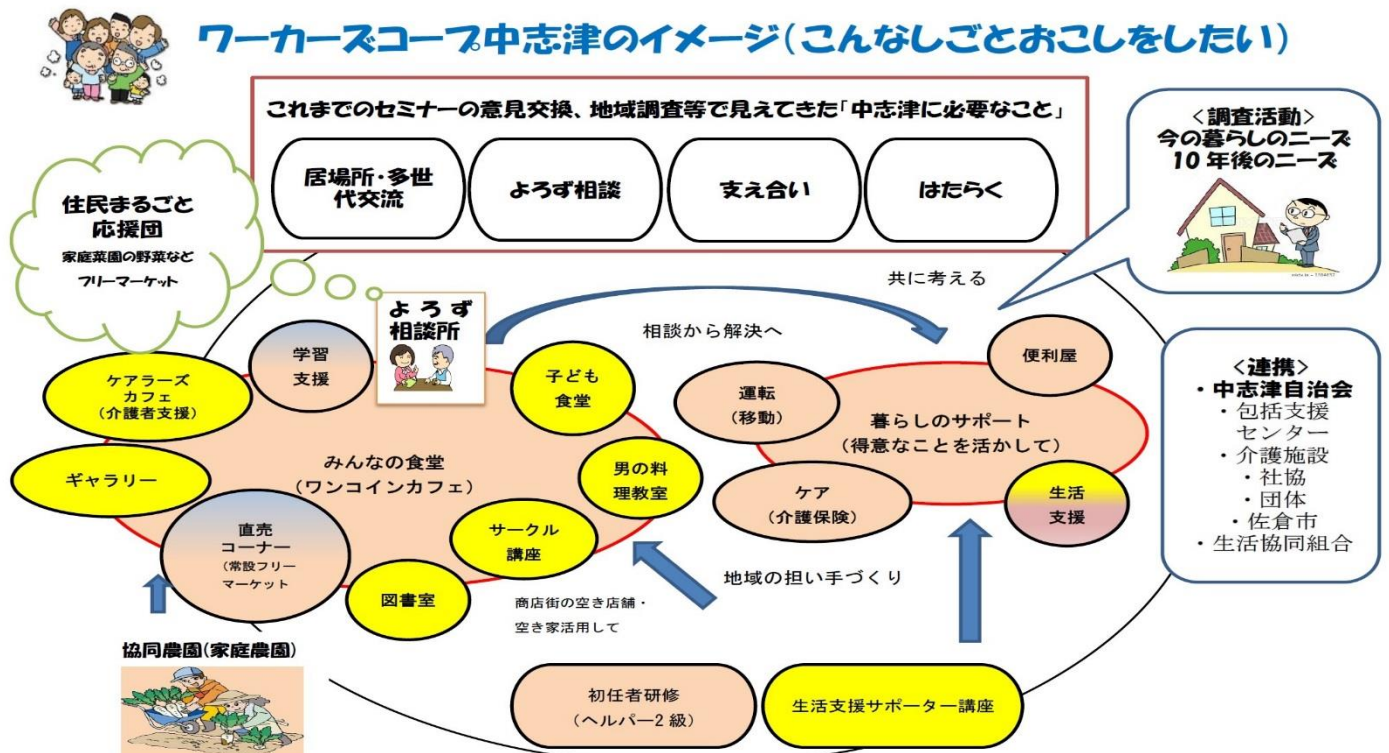 ワーカーズコープ中志津のイメージ(こんなしごとおこしをしたい)
これまでのセミナーの意見交換、地域調査等で見えてきた「中志津に必要なこと」
居場所・多世
代交流
よろず相談
支え合い
はたらく
<調査活動>
今の暮らしのニーズ
10年後のニーズ
住民まるごと
応援団
家庭菜園の野菜など
フリーマーケット
共に考える
よろず
相談所
相談から解決へ
学習
支援
ケアラーズ
カフェ
(介護者支援)
子ども
食堂
便利屋
運転
(移動)
暮らしのサポート
(得意なことを活かして)
<連携>
・中志津自治会
・包括支援
センター
・介護施設
・社協
・団体
・佐倉市
・生活協同組合
みんなの食堂
(ワンコインカフェ)
ギャラリー
男の料
理教室
ケア
(介護保険)
生活
支援
直売
コーナー
(常設フリー
マーケット
サークル
講座
図書室
地域の担い手づくり
商店街の空き店舗・
空き家活用して
協同農園(家庭農園)
初任者研修
(ヘルパー2級)
生活支援サポーター講座